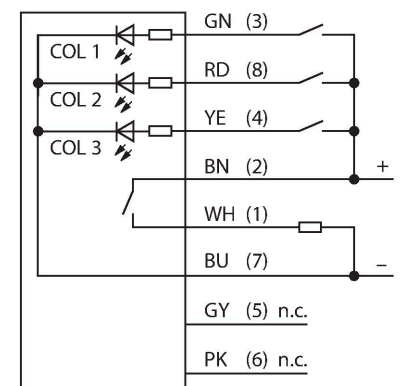 GN (3)
COL 1
RD (8)
COL 2
YE (4)
COL 3
BN (2) +
WH (1)
BU (7) –
GY (5) n.c.
PK (6) n.c.